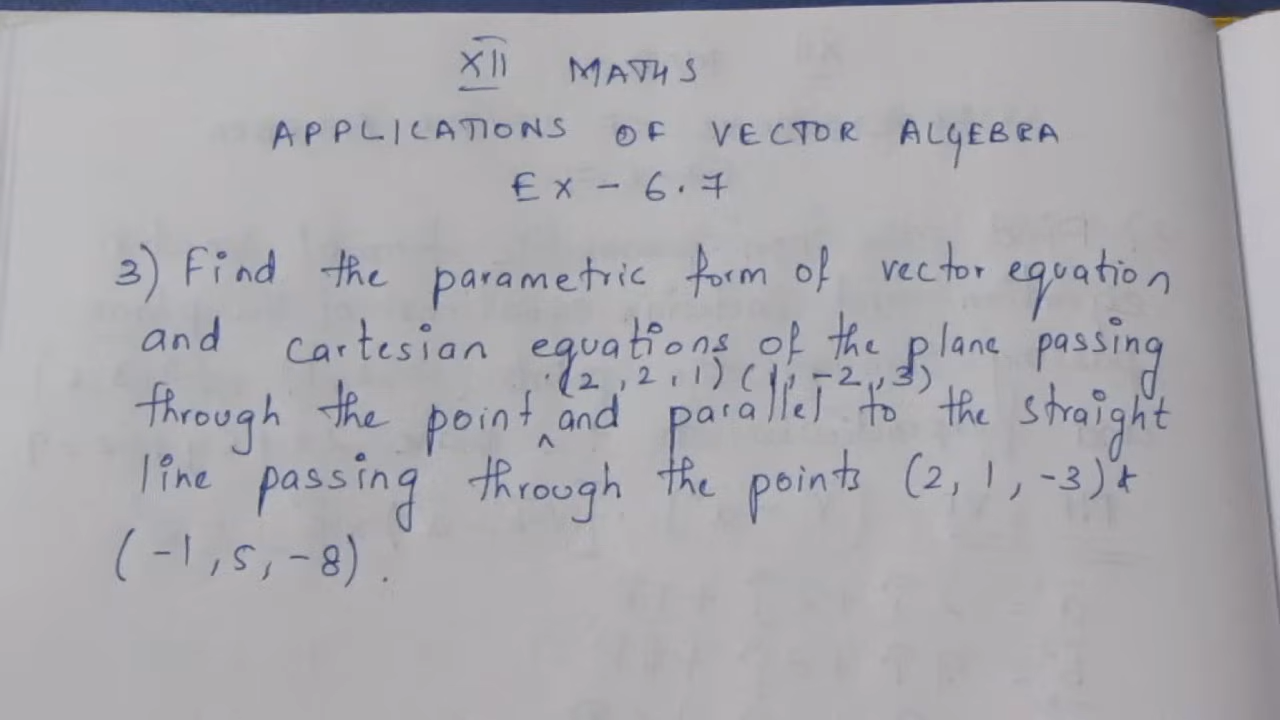 XII MATHS
APPLICATIONS OF VECTOR ALGEBRA
Ex - 6.7
3) Find the parametric form of vector equation
and cartesian equations of the plane passing
(2,2,1) (1,-2,3)
through the point ^ and parallel to the straight
line passing through the points (2, 1, -3) &
(-1, 5, -8).